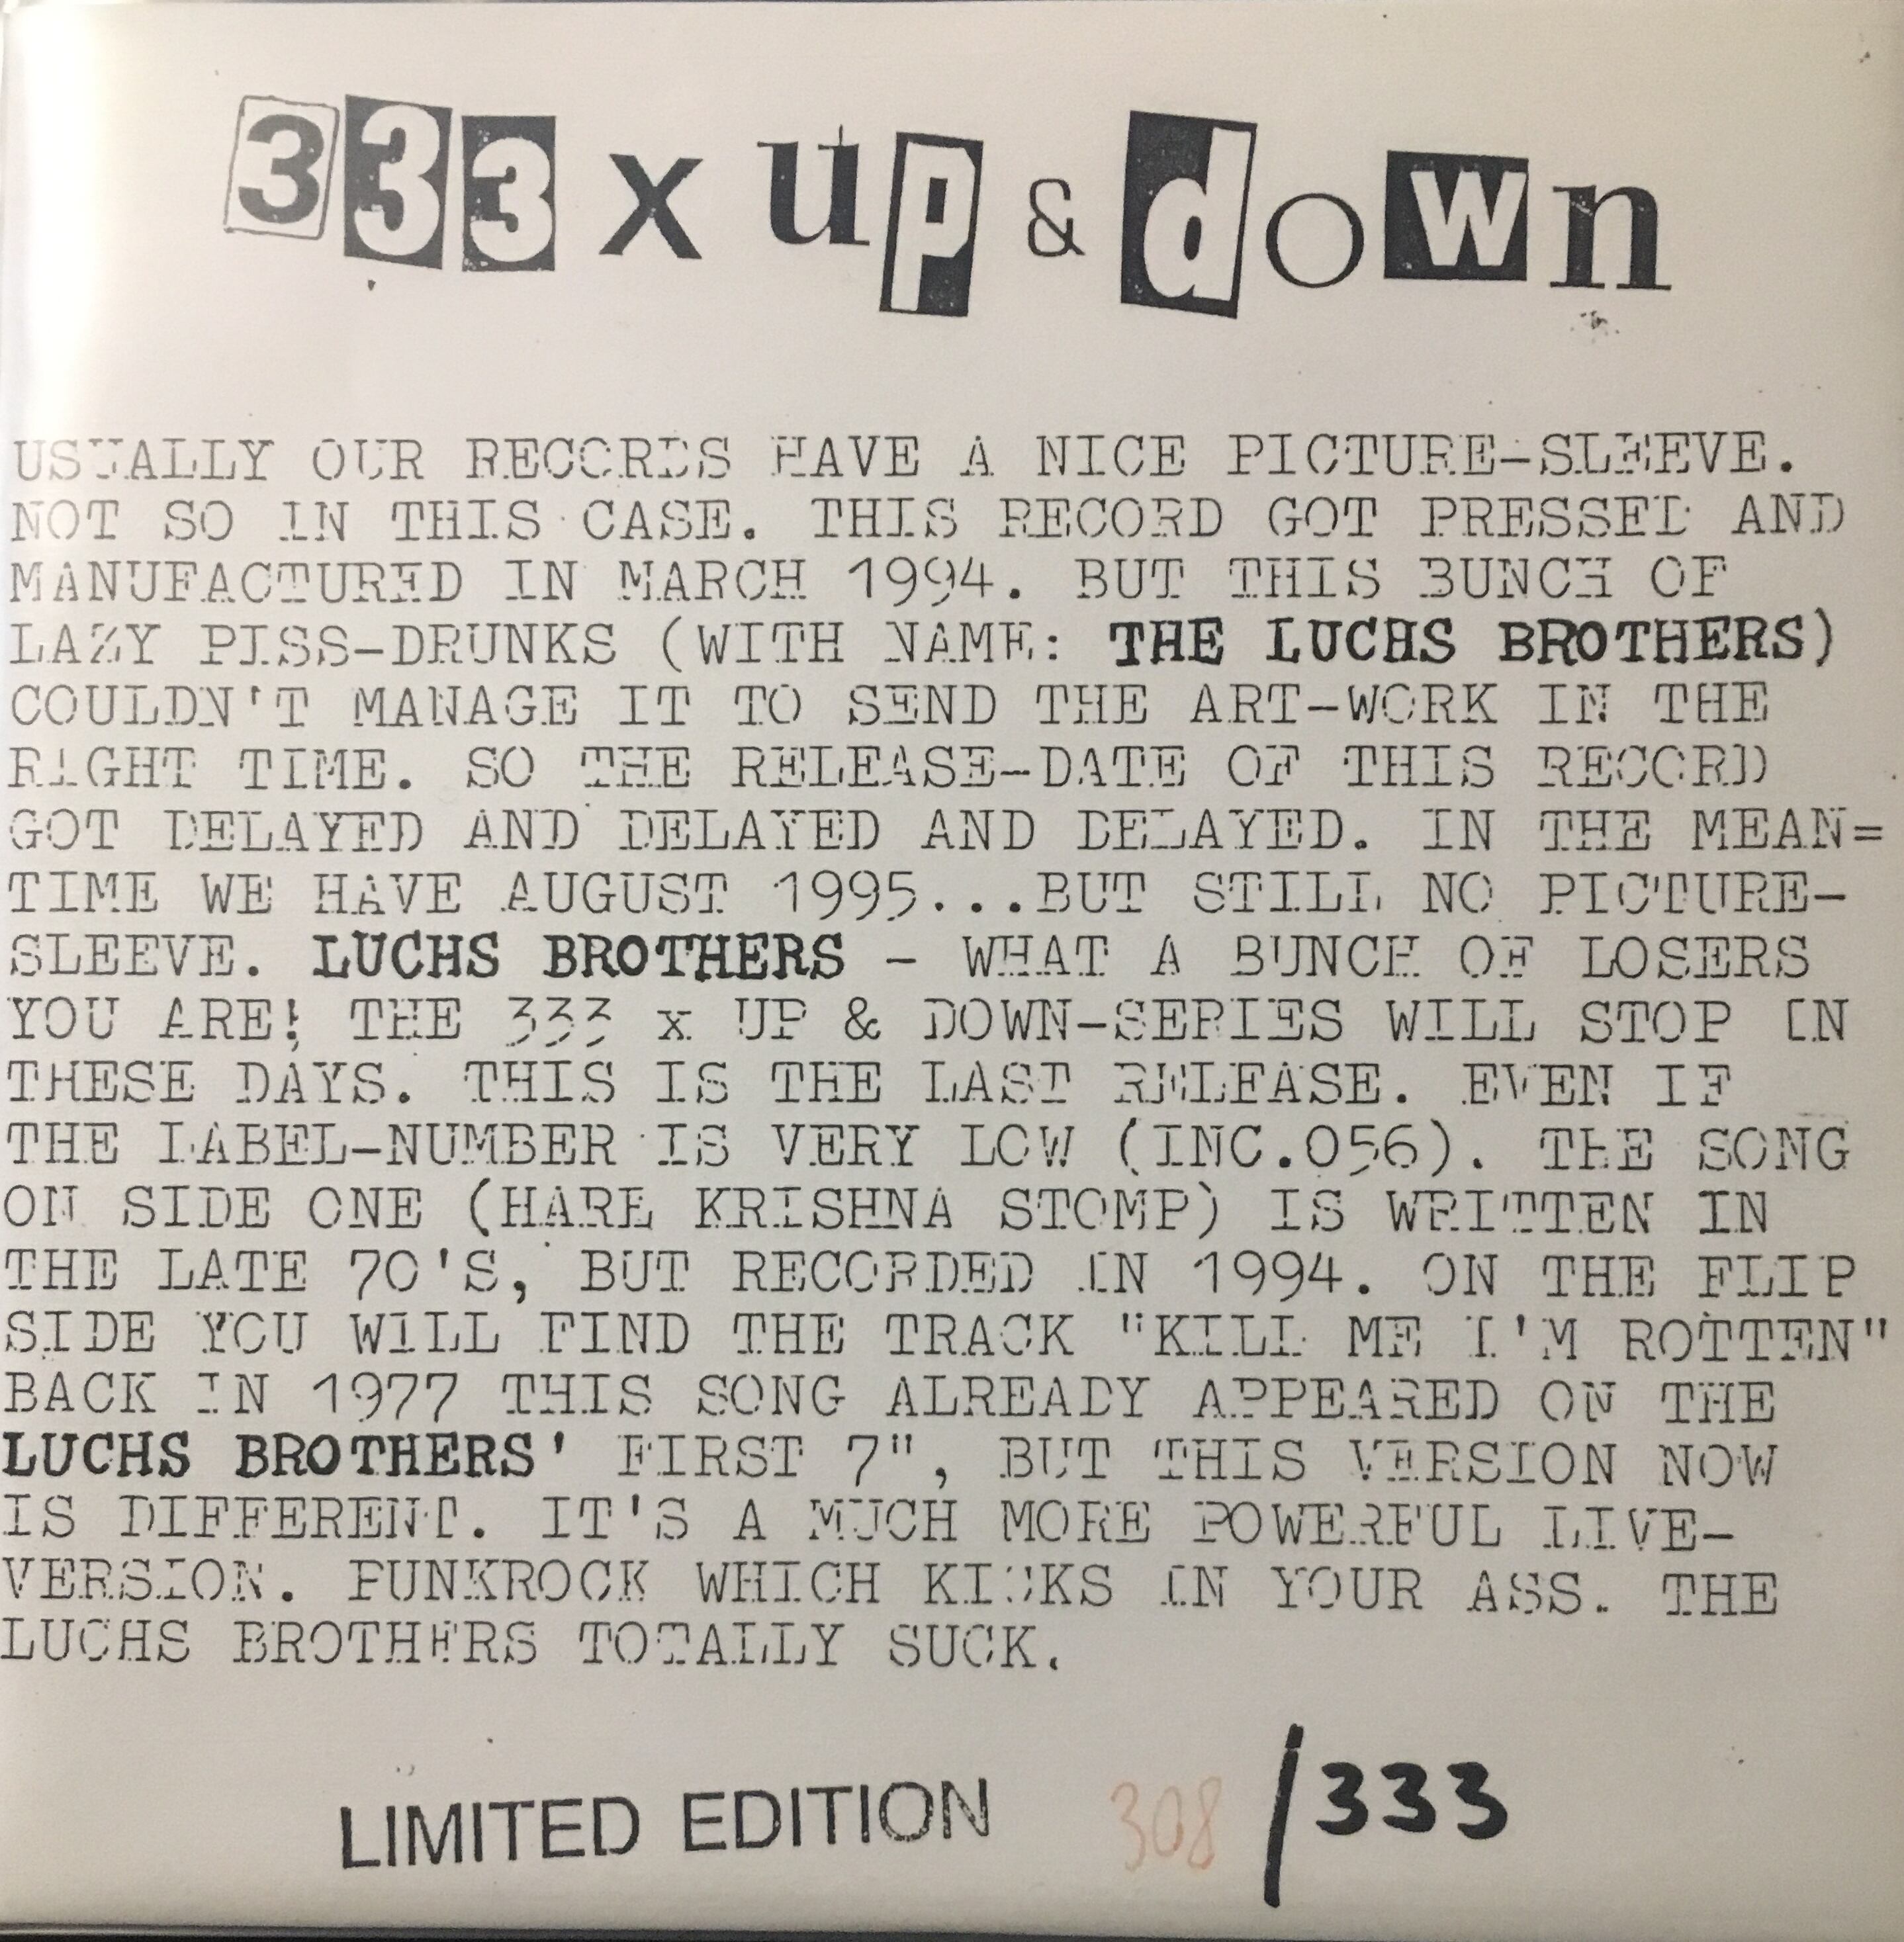 333 x up & down
USUALLY OUR RECORDS HAVE A NICE PICTURE-SLEEVE.
NOT SO IN THIS CASE. THIS RECORD GOT PRESSED AND
MANUFACTURED IN MARCH 1994. BUT THIS BUNCH OF
LAZY PISS-DRUNKS (WITH NAME: THE LUCHS BROTHERS)
COULDN'T MANAGE IT TO SEND THE ART-WORK IN THE
RIGHT TIME. SO THE RELEASE-DATE OF THIS RECORD
GOT DELAYED AND DELAYED AND DELAYED. IN THE MEAN=
TIME WE HAVE AUGUST 1995...BUT STILL NO PICTURE-
SLEEVE. LUCHS BROTHERS - WHAT A BUNCH OF LOSERS
YOU ARE! THE 333 x UP & DOWN-SERIES WILL STOP IN
THESE DAYS. THIS IS THE LAST RELEASE. EVEN IF
THE LABEL-NUMBER IS VERY LOW (INC.056). THE SONG
ON SIDE ONE (HARE KRISHNA STOMP) IS WRITTEN IN
THE LATE 70'S, BUT RECORDED IN 1994. ON THE FLIP
SIDE YOU WILL FIND THE TRACK "KILL ME I'M ROTTEN"
BACK IN 1977 THIS SONG ALREADY APPEARED ON THE
LUCHS BROTHERS' FIRST 7", BUT THIS VERSION NOW
IS DIFFERENT. IT'S A MUCH MORE POWERFUL LIVE-
VERSION. PUNKROCK WHICH KICKS IN YOUR ASS. THE
LUCHS BROTHERS TOTALLY SUCK.
LIMITED EDITION 308/333